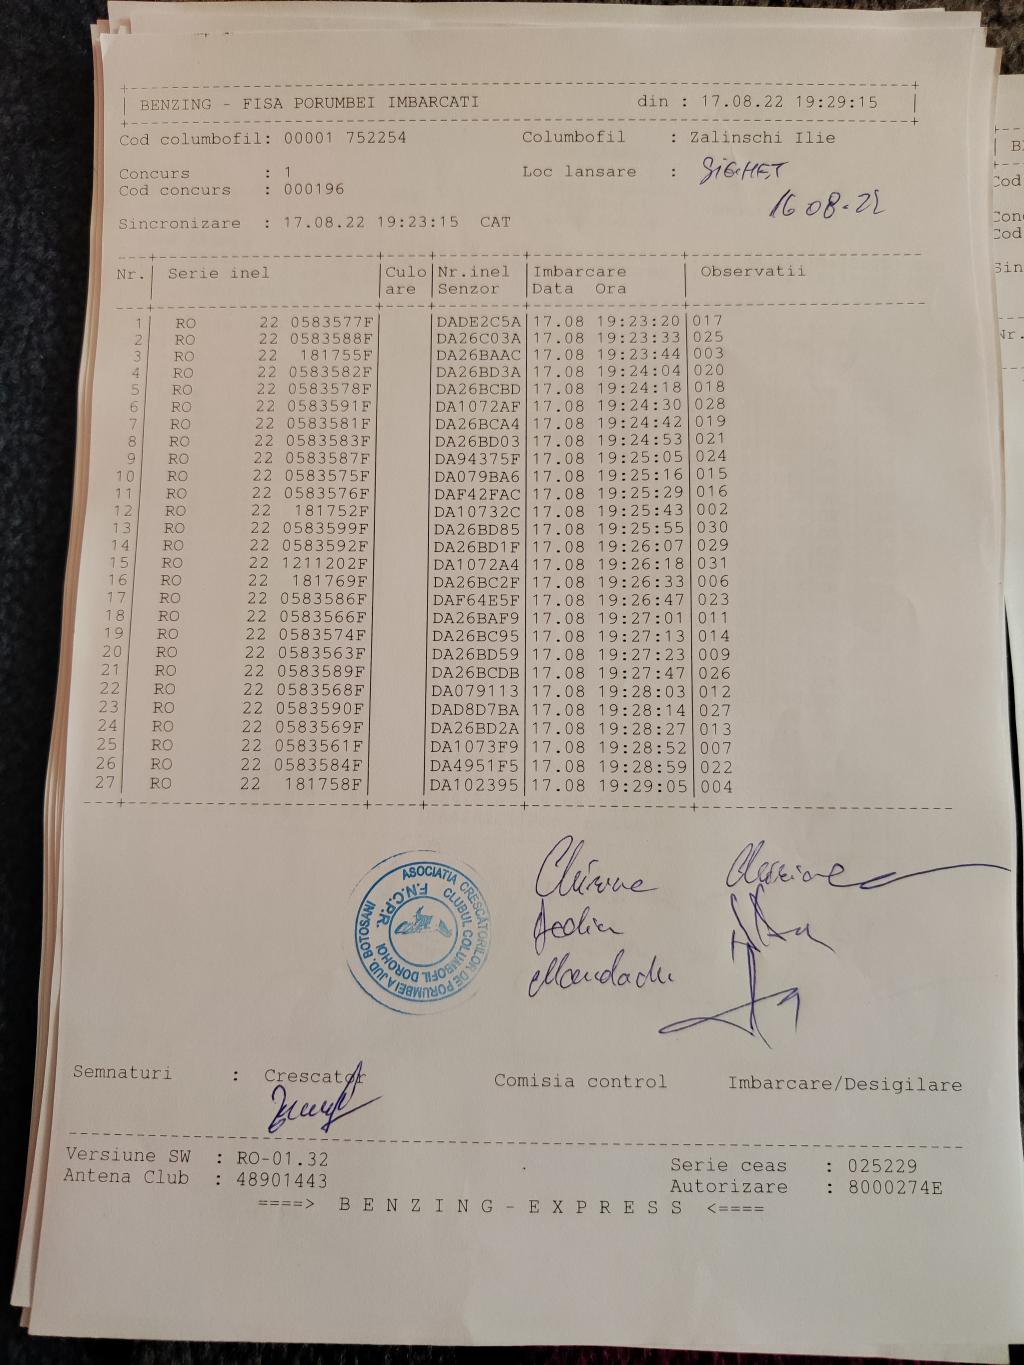 BENZING - FISA PORUMBEI IMBARCATI din : 17.08.22 19:29:15
Cod columbofil: 00001 752254 Columbofil : Zalinschi Ilie
Concurs : 1 Loc lansare : SIGHET
Cod concurs : 000196
16 08-22
Sincronizare : 17.08.22 19:23:15 CAT
Nr. Serie inel Culo Nr.inel Imbarcare Observatii
are Senzor Data Ora
1 RO 22 0583577F DADE2C5A 17.08 19:23:20 017
2 RO 22 0583588F DA26C03A 17.08 19:23:33 025
3 RO 22 181755F DA26BAAC 17.08 19:23:44 003
4 RO 22 0583582F DA26BD3A 17.08 19:24:04 020
5 RO 22 0583578F DA26BCBD 17.08 19:24:18 018
6 RO 22 0583591F DA1072AF 17.08 19:24:30 028
7 RO 22 0583581F DA26BCA4 17.08 19:24:42 019
8 RO 22 0583583F DA26BD03 17.08 19:24:53 021
9 RO 22 0583587F DA94375F 17.08 19:25:05 024
10 RO 22 0583575F DA079BA6 17.08 19:25:16 015
11 RO 22 0583576F DAF42FAC 17.08 19:25:29 016
12 RO 22 181752F DA10732C 17.08 19:25:43 002
13 RO 22 0583599F DA26BD85 17.08 19:25:55 030
14 RO 22 0583592F DA26BD1F 17.08 19:26:07 029
15 RO 22 1211202F DA1072A4 17.08 19:26:18 031
16 RO 22 181769F DA26BC2F 17.08 19:26:33 006
17 RO 22 0583586F DAF64E5F 17.08 19:26:47 023
18 RO 22 0583566F DA26BAF9 17.08 19:27:01 011
19 RO 22 0583574F DA26BC95 17.08 19:27:13 014
20 RO 22 0583563F DA26BD59 17.08 19:27:23 009
21 RO 22 0583589F DA26BCDB 17.08 19:27:47 026
22 RO 22 0583568F DA079113 17.08 19:28:03 012
23 RO 22 0583590F DAD8D7BA 17.08 19:28:14 027
24 RO 22 0583569F DA26BD2A 17.08 19:28:27 013
25 RO 22 0583561F DA1073F9 17.08 19:28:52 007
26 RO 22 0583584F DA4951F5 17.08 19:28:59 022
27 RO 22 181758F DA102395 17.08 19:29:05 004
ASOCIATIA CRESCATORILOR DE PORUMBEI A JUD. BOTOSANI
F.N.C.P.R. CLUBUL COLUMBOFIL DOROHOI
Semnaturi : Crescator Comisia control Imbarcare/Desigilare
Versiune SW : RO-01.32 Serie ceas : 025229
Antena Club : 48901443 Autorizare : 8000274E
====> B E N Z I N G - E X P R E S S <====